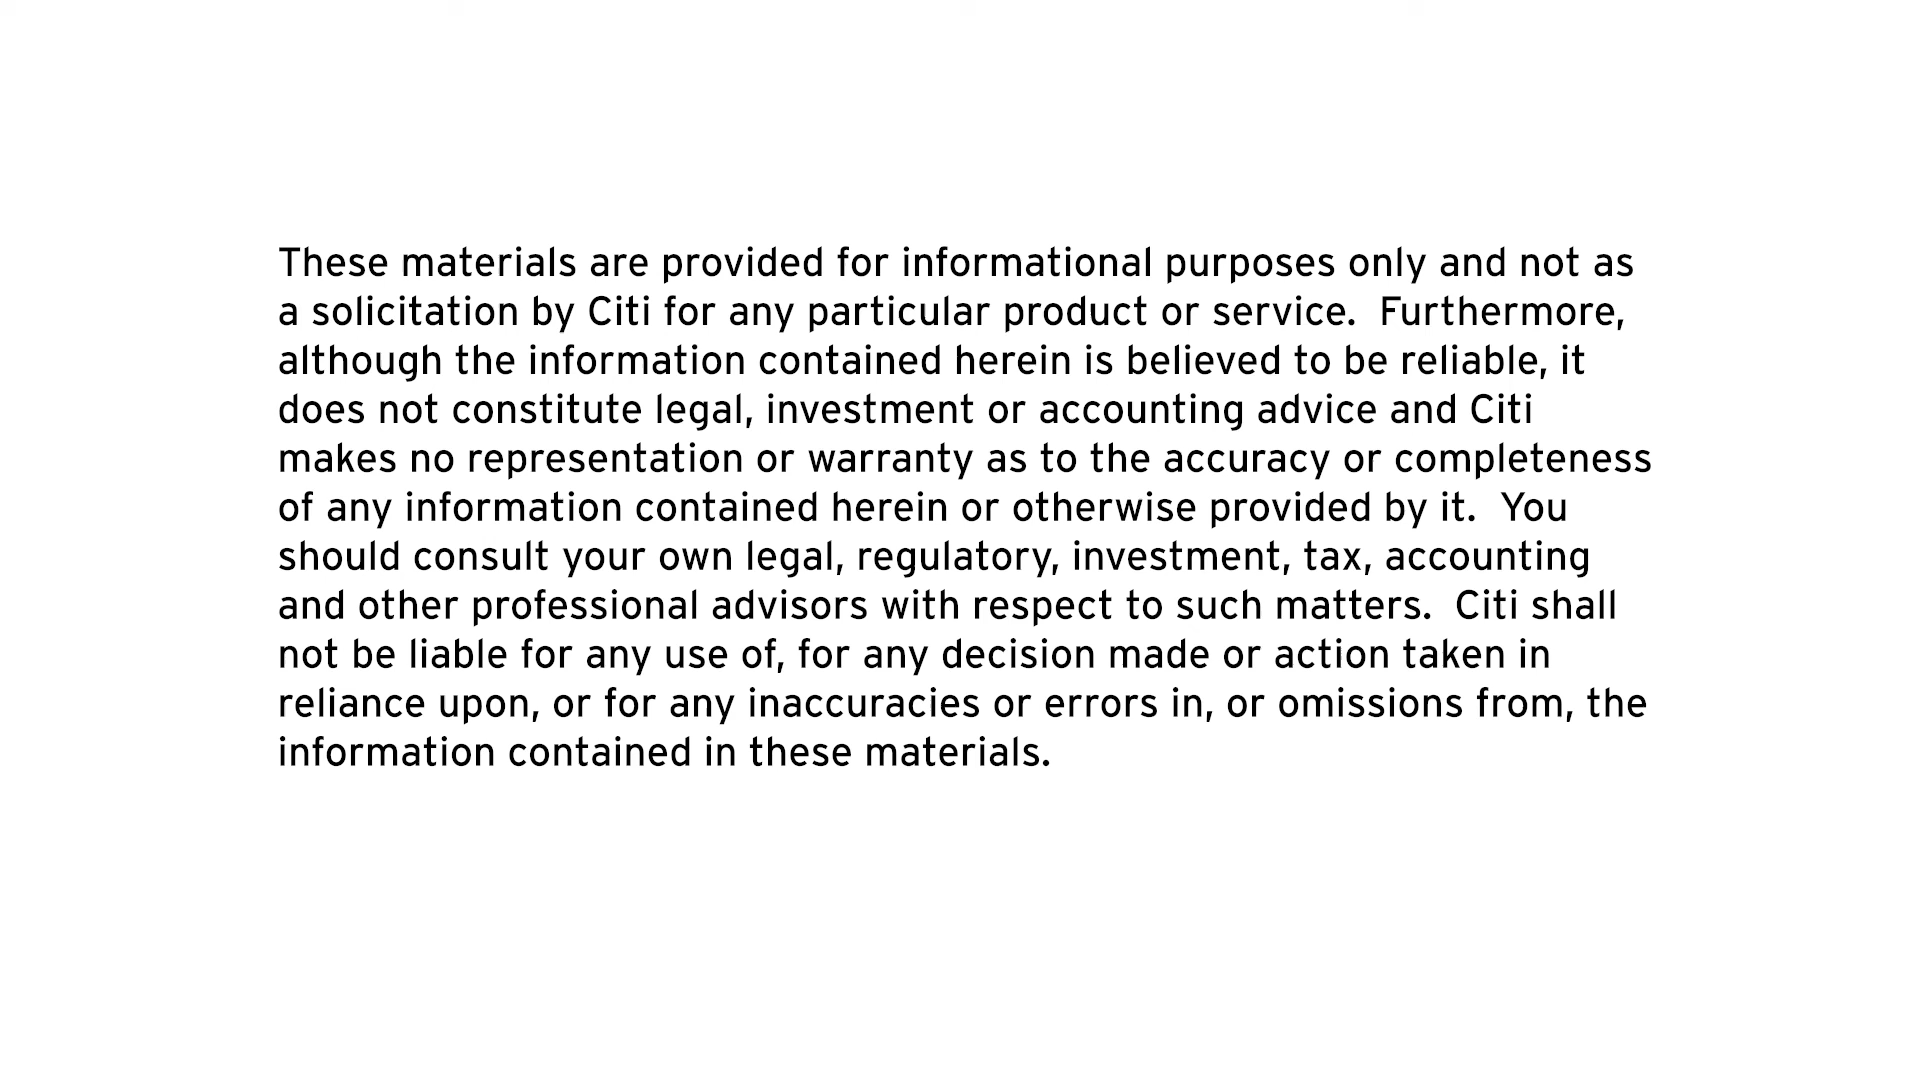 These materials are provided for informational purposes only and not as
a solicitation by Citi for any particular product or service.  Furthermore,
although the information contained herein is believed to be reliable, it
does not constitute legal, investment or accounting advice and Citi
makes no representation or warranty as to the accuracy or completeness
of any information contained herein or otherwise provided by it.  You
should consult your own legal, regulatory, investment, tax, accounting
and other professional advisors with respect to such matters.  Citi shall
not be liable for any use of, for any decision made or action taken in
reliance upon, or for any inaccuracies or errors in, or omissions from, the
information contained in these materials.